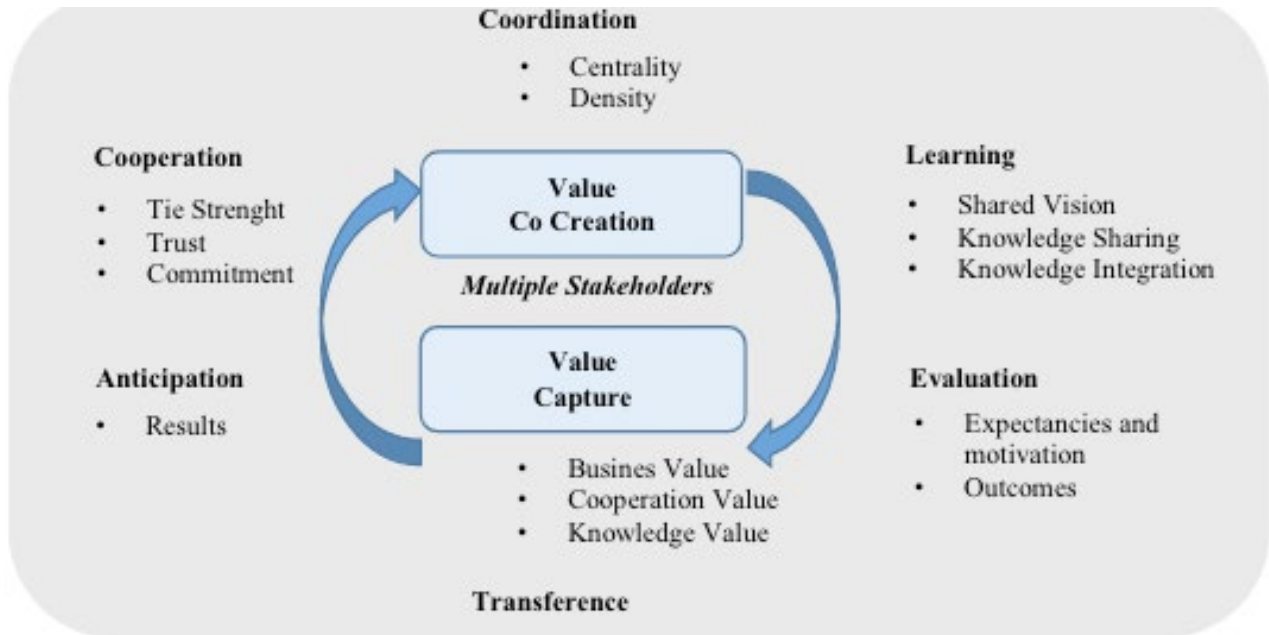 Coordination
• Centrality
• Density
Cooperation
• Tie Strenght
• Trust
• Commitment
Value
Co Creation
Learning
• Shared Vision
• Knowledge Sharing
• Knowledge Integration
Multiple Stakeholders
Anticipation
• Results
Value
Capture
Evaluation
• Expectancies and
motivation
• Outcomes
• Busines Value
• Cooperation Value
• Knowledge Value
Transference